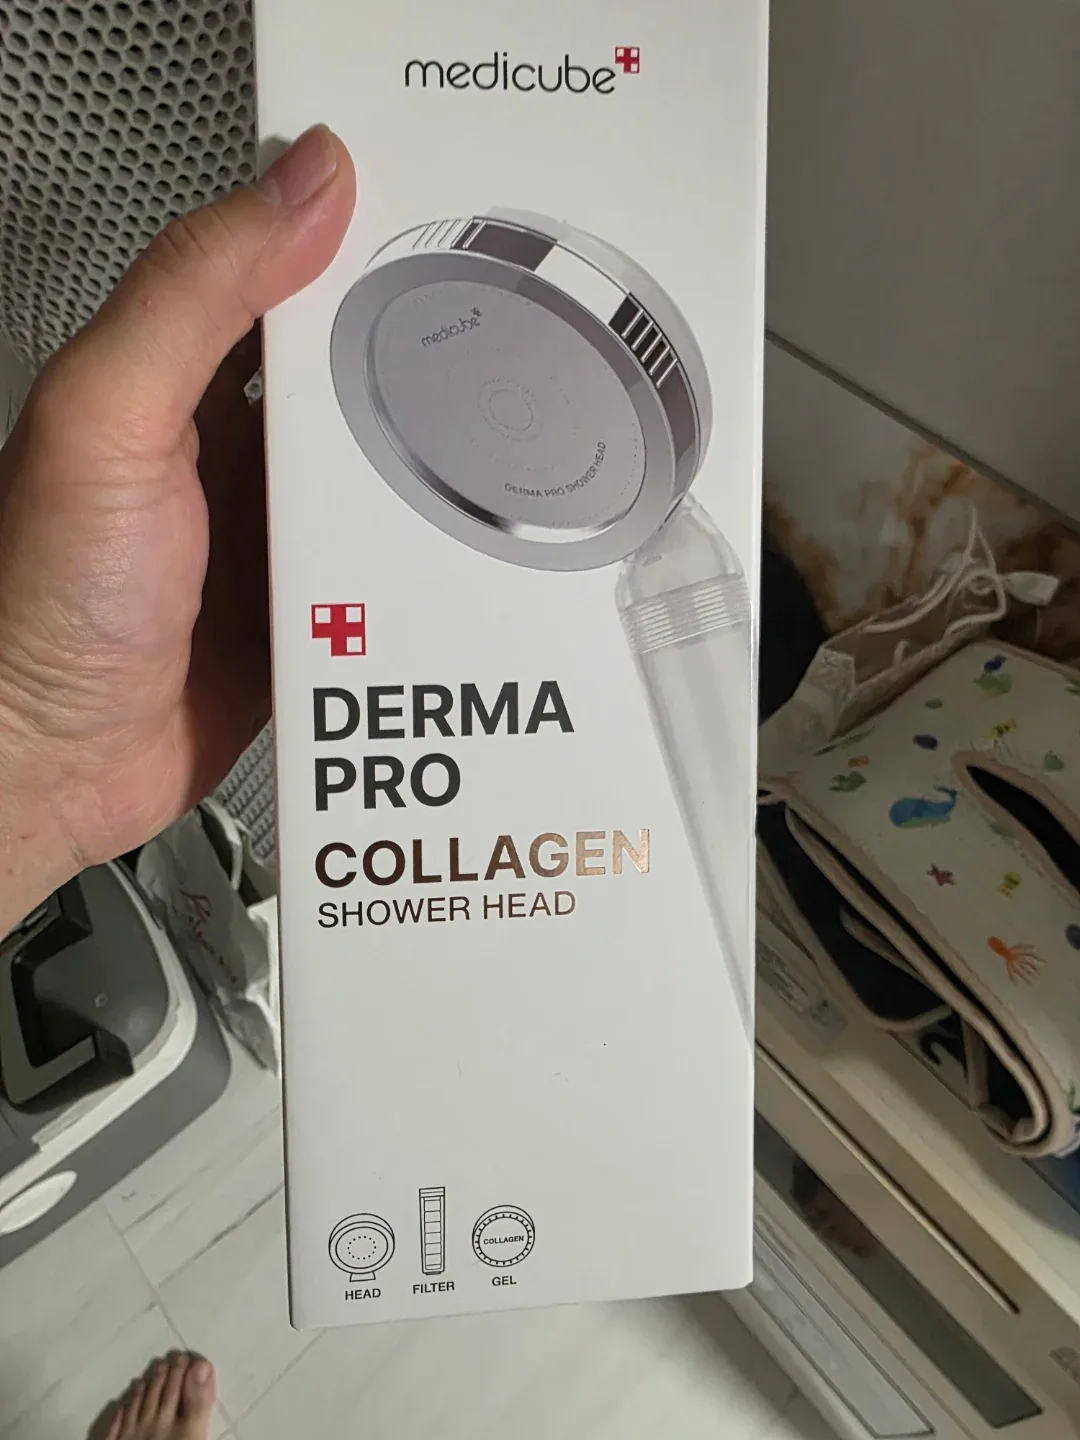 medicube
medicube
DERMA PRO SHOWER HEAD
DERMA
PRO
COLLAGEN
SHOWER HEAD
COLLAGEN
HEAD
FILTER
GEL